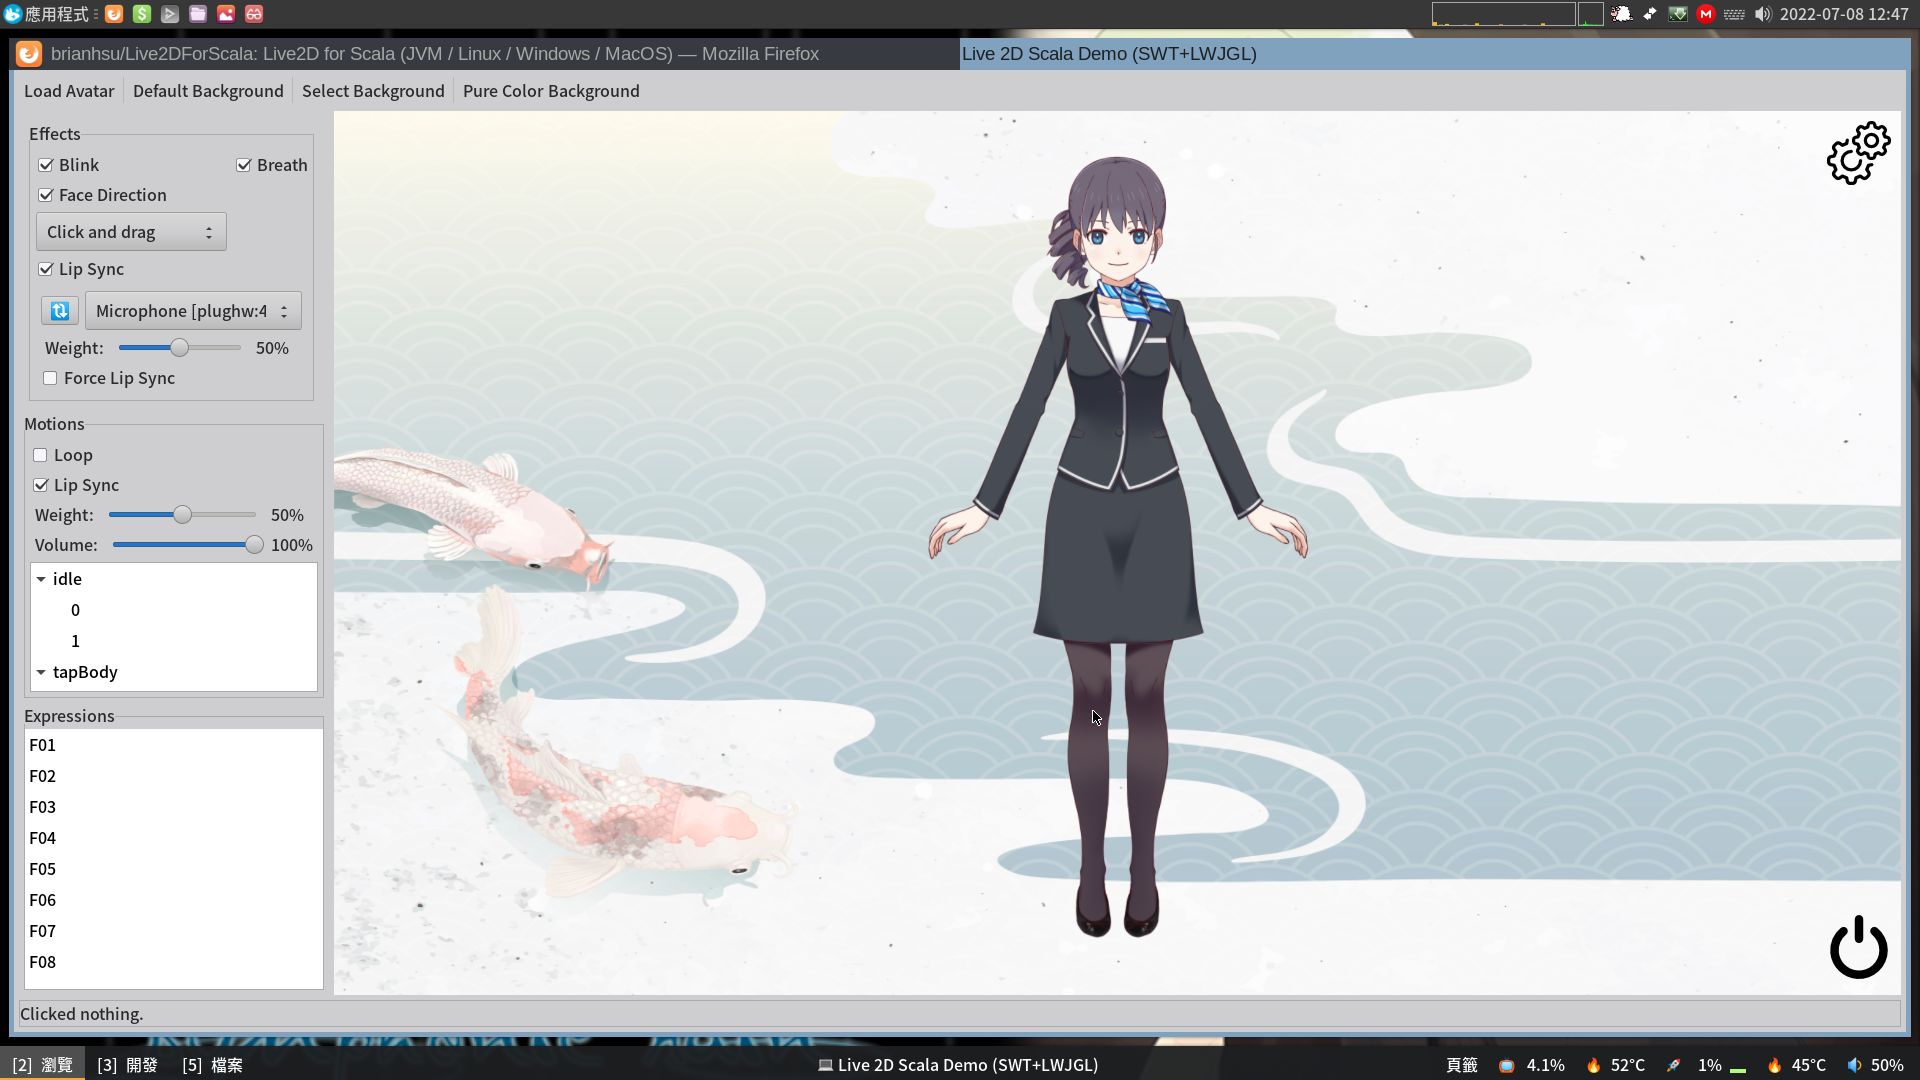 應用程式
2022-07-08 12:47
brianhsu/Live2DForScala: Live2D for Scala (JVM / Linux / Windows / MacOS) — Mozilla Firefox
Live 2D Scala Demo (SWT+LWJGL)
Load Avatar
Default Background
Select Background
Pure Color Background
Effects
Blink
Breath
Face Direction
Click and drag
Lip Sync
Microphone [plughw:4
Weight:
50%
Force Lip Sync
Motions
Loop
Lip Sync
Weight:
50%
Volume:
100%
idle
0
1
tapBody
Expressions
F01
F02
F03
F04
F05
F06
F07
F08
Clicked nothing.
[2] 瀏覽
[3] 開發
[5] 檔案
Live 2D Scala Demo (SWT+LWJGL)
頁籤
4.1%
52°C
1%
45°C
50%